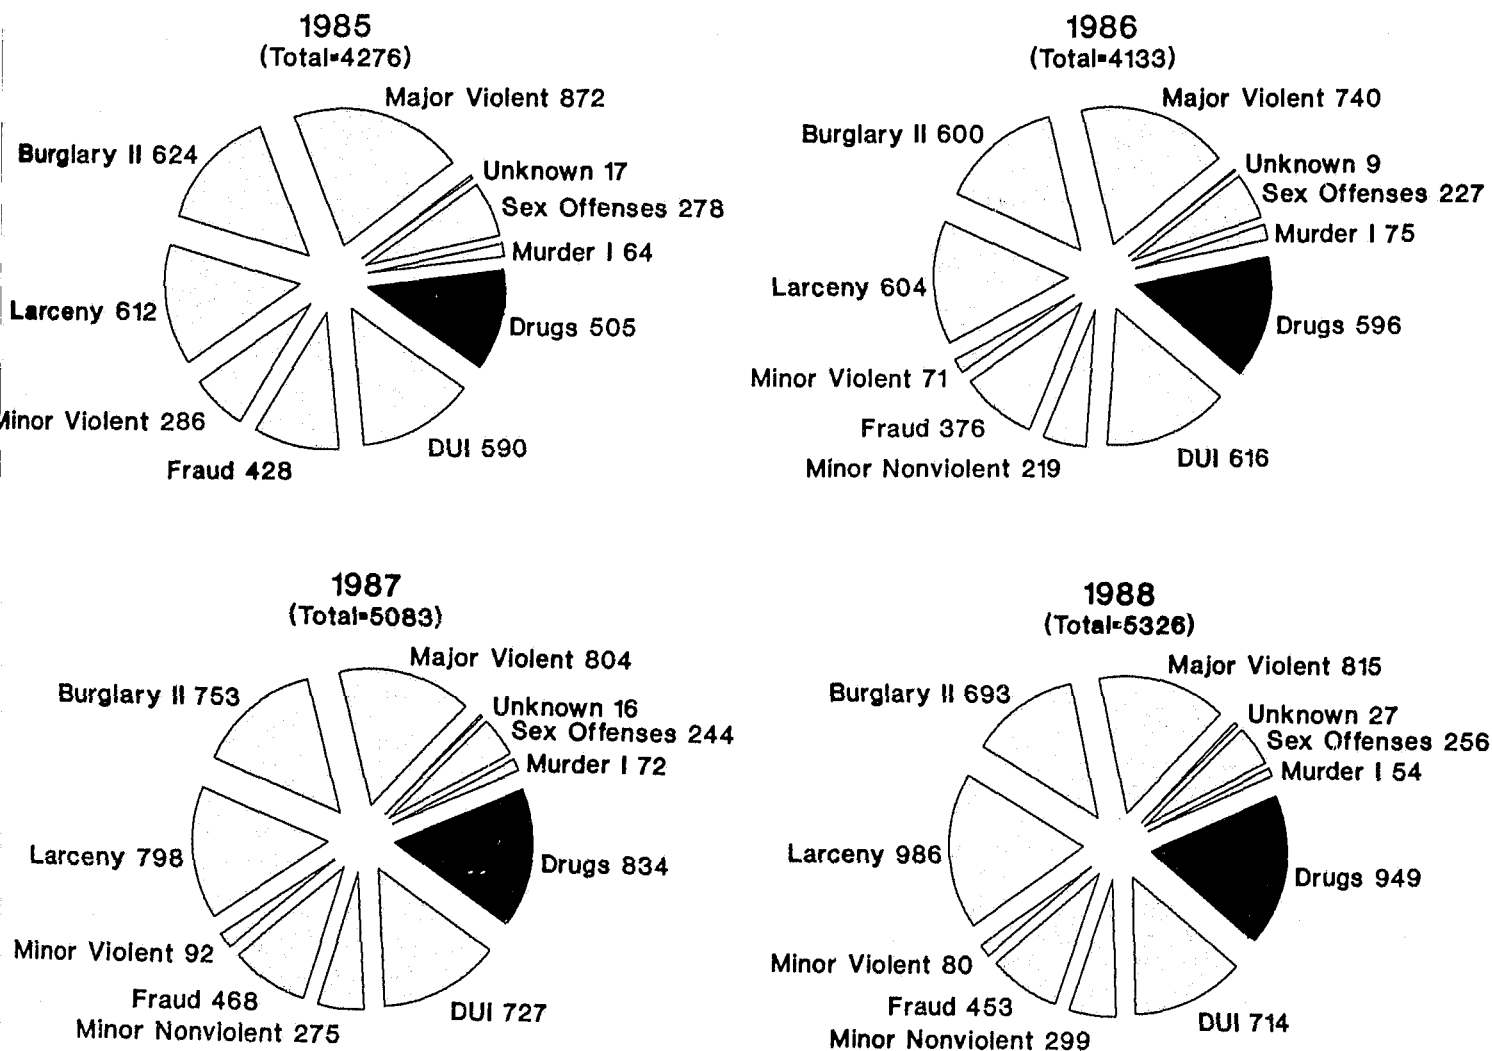 1985
(Total=4276)
Major Violent 872
Burglary II 624
Unknown 17
Sex Offenses 278
Murder I 64
Larceny 612
Drugs 505
Minor Violent 286
DUI 590
Fraud 428
1986
(Total=4133)
Major Violent 740
Burglary II 600
Unknown 9
Sex Offenses 227
Murder I 75
Larceny 604
Drugs 596
Minor Violent 71
Fraud 376
DUI 616
Minor Nonviolent 219
1987
(Total=5083)
Major Violent 804
Burglary II 753
Unknown 16
Sex Offenses 244
Murder I 72
Larceny 798
Drugs 834
Minor Violent 92
Fraud 468
DUI 727
Minor Nonviolent 275
1988
(Total=5326)
Major Violent 815
Burglary II 693
Unknown 27
Sex Offenses 256
Murder I 54
Larceny 986
Drugs 949
Minor Violent 80
Fraud 453
DUI 714
Minor Nonviolent 299